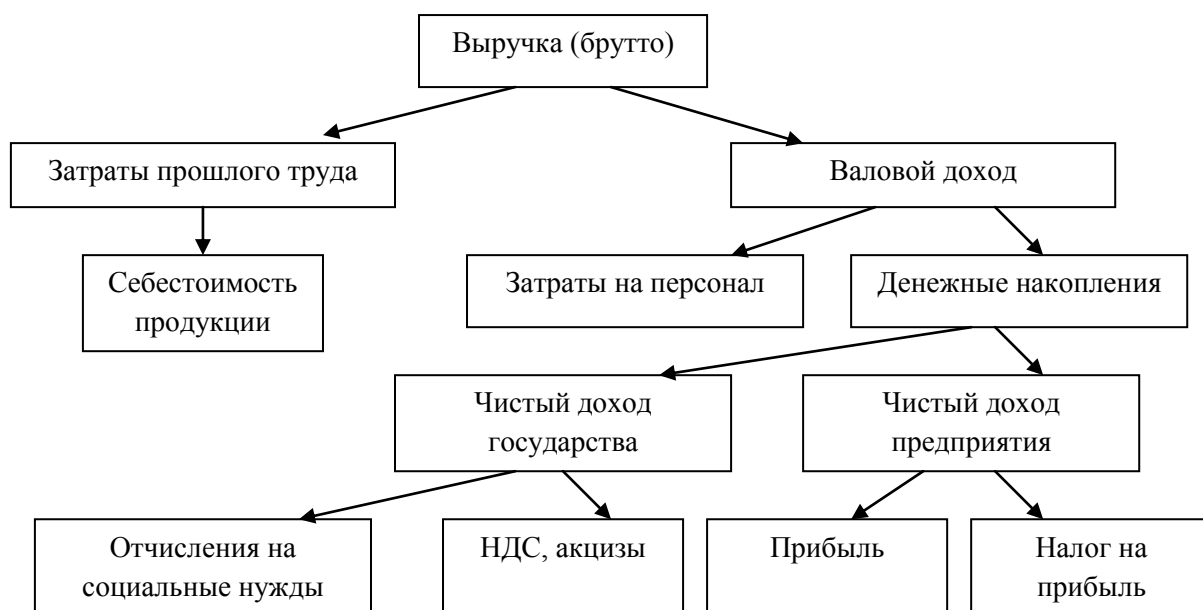 Выручка (брутто)
Затраты прошлого труда
Валовой доход
Себестоимость
продукции
Затраты на персонал
Денежные накопления
Чистый доход
государства
Чистый доход
предприятия
Отчисления на
социальные нужды
НДС, акцизы
Прибыль
Налог на
прибыль